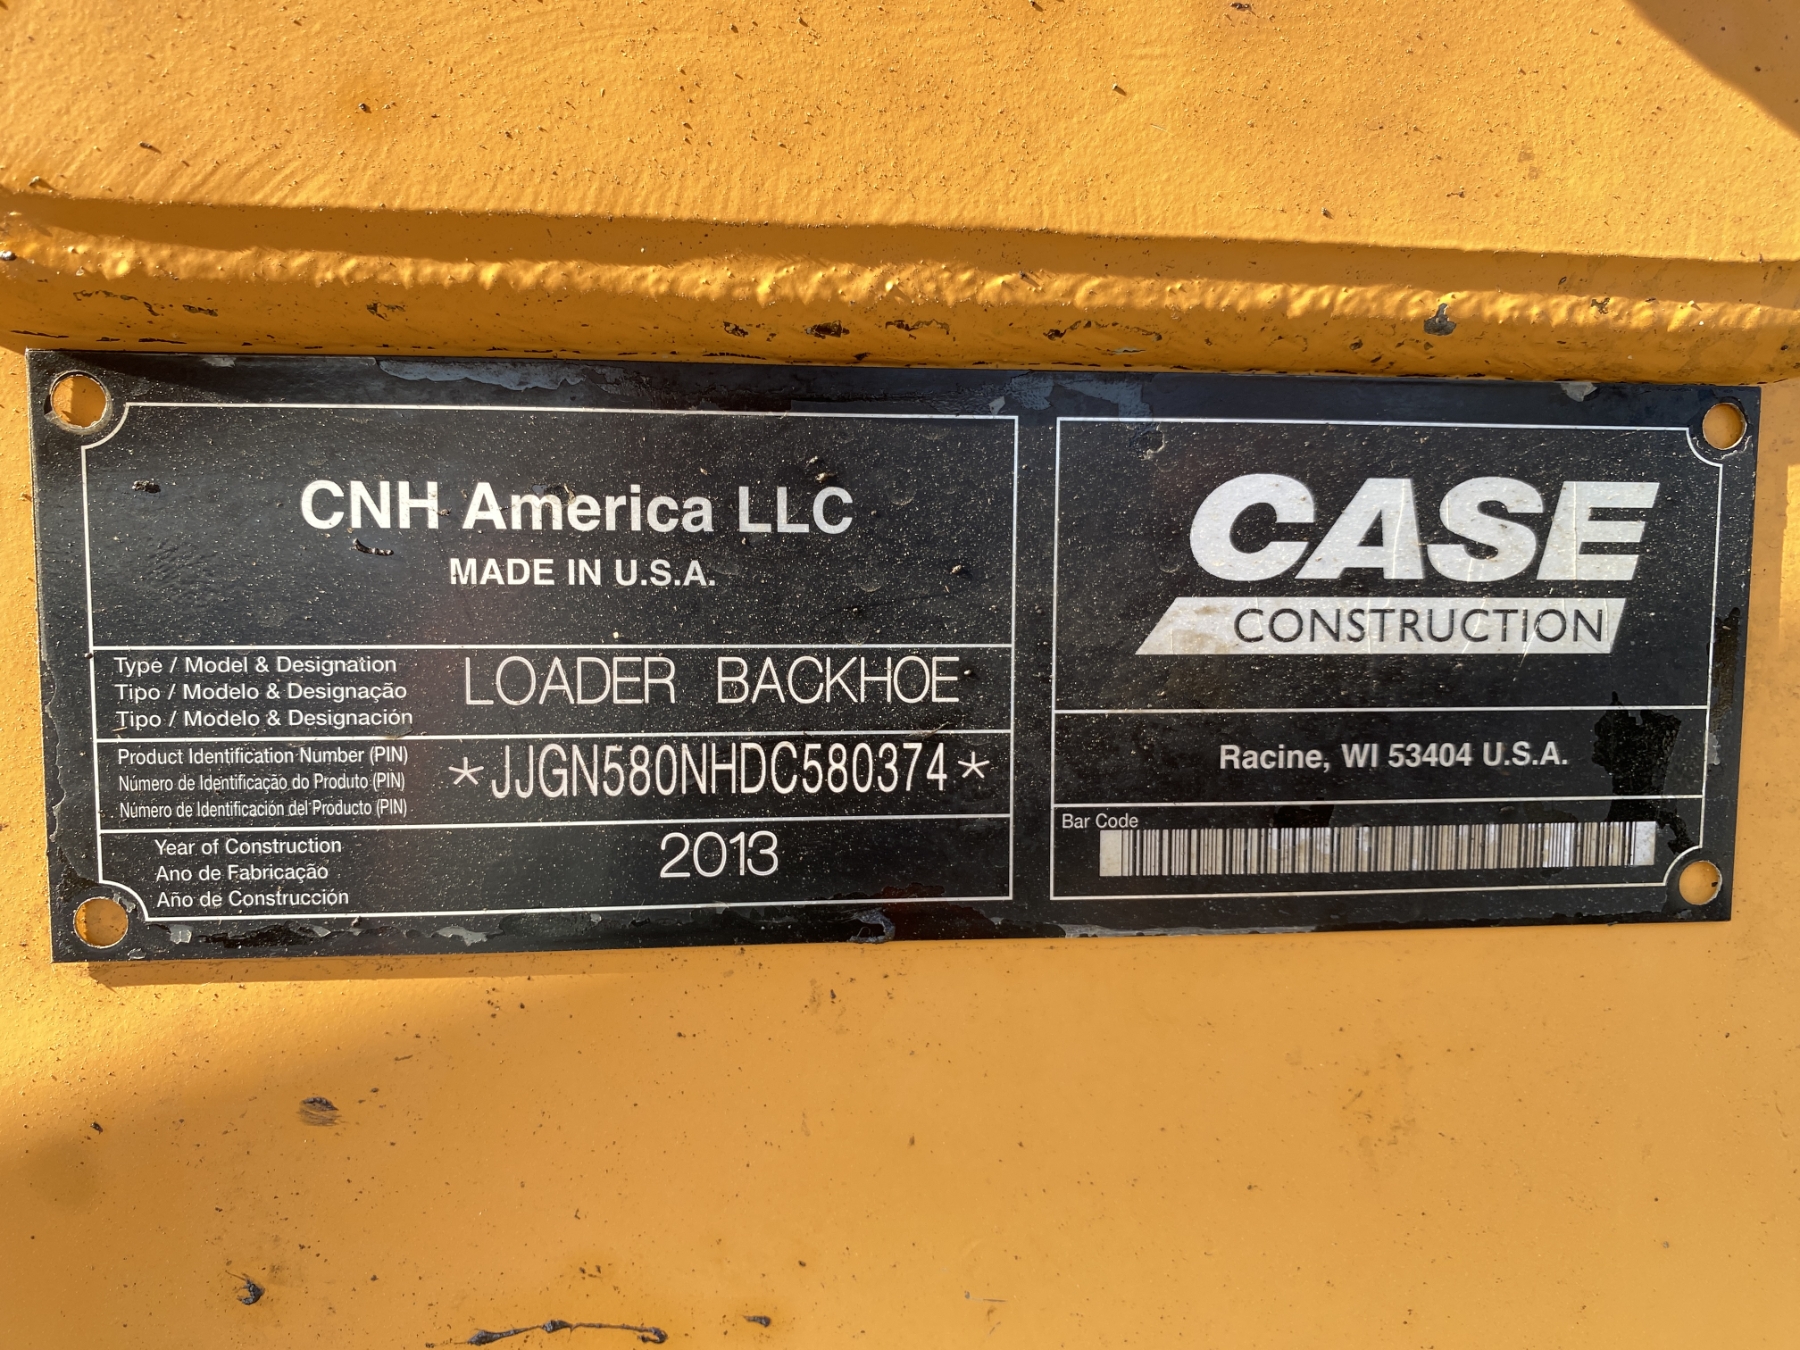 CNH America LLC
MADE IN U.S.A.
Type / Model & Designation
Tipo / Modelo & Designação
Tipo / Modelo & Designación
LOADER BACKHOE
Product Identification Number (PIN)
Número de Identificação do Produto (PIN)
Número de Identificación del Producto (PIN)
*JJGN580NHDC580374*
Year of Construction
Ano de Fabricação
Año de Construcción
2013
CASE
CONSTRUCTION
Racine, WI 53404 U.S.A.
Bar Code